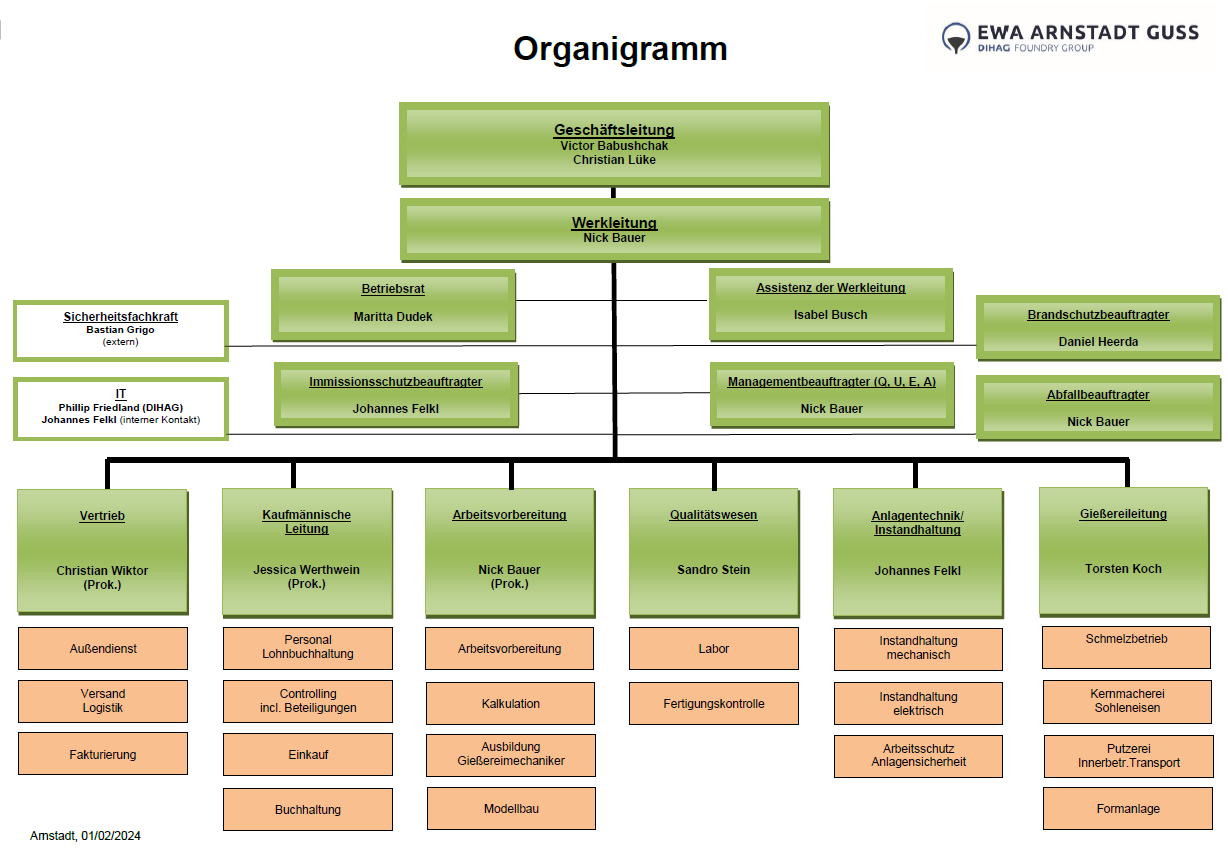 EWA ARNSTADT GUSS
DIHAG FOUNDRY GROUP
Organigramm
Geschäftsleitung
Victor Babushchak
Christian Lüke
Werkleitung
Nick Bauer
Betriebsrat
Maritta Dudek
Assistenz der Werkleitung
Isabel Busch
Sicherheitsfachkraft
Bastian Grigo
(extern)
Brandschutzbeauftragter
Daniel Heerda
Immissionsschutzbeauftragter
Johannes Felkl
Managementbeauftragter (Q, U, E, A)
Nick Bauer
IT
Phillip Friedland (DIHAG)
Johannes Felkl (interner Kontakt)
Abfallbeauftragter
Nick Bauer
Vertrieb
Christian Wiktor
(Prok.)
Außendienst
Versand
Logistik
Fakturierung
Kaufmännische
Leitung
Jessica Werthwein
(Prok.)
Personal
Lohnbuchhaltung
Controlling
incl. Beteiligungen
Einkauf
Buchhaltung
Arbeitsvorbereitung
Nick Bauer
(Prok.)
Arbeitsvorbereitung
Kalkulation
Ausbildung
Gießereimechaniker
Modellbau
Qualitätswesen
Sandro Stein
Labor
Fertigungskontrolle
Anlagentechnik/
Instandhaltung
Johannes Felkl
Instandhaltung
mechanisch
Instandhaltung
elektrisch
Arbeitsschutz
Anlagensicherheit
Gießereileitung
Torsten Koch
Schmelzbetrieb
Kernmacherei
Sohleneisen
Putzerei
Innerbetr.Transport
Formanlage
Arnstadt, 01/02/2024